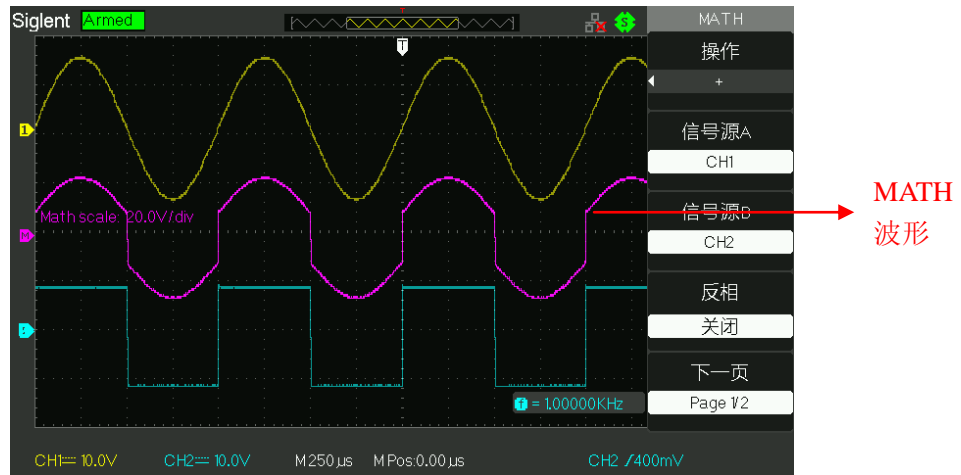 Siglent Armed
T
S
MATH
操作
+
信号源A
CH1
信号源B
CH2
反相
关闭
下一页
Page 1/2
1
Math scale: 20.0V/div
M
f = 1.00000KHz
CH1 10.0V CH2 10.0V M 250μs M Pos:0.00μs CH2 /400mV
MATH
波形